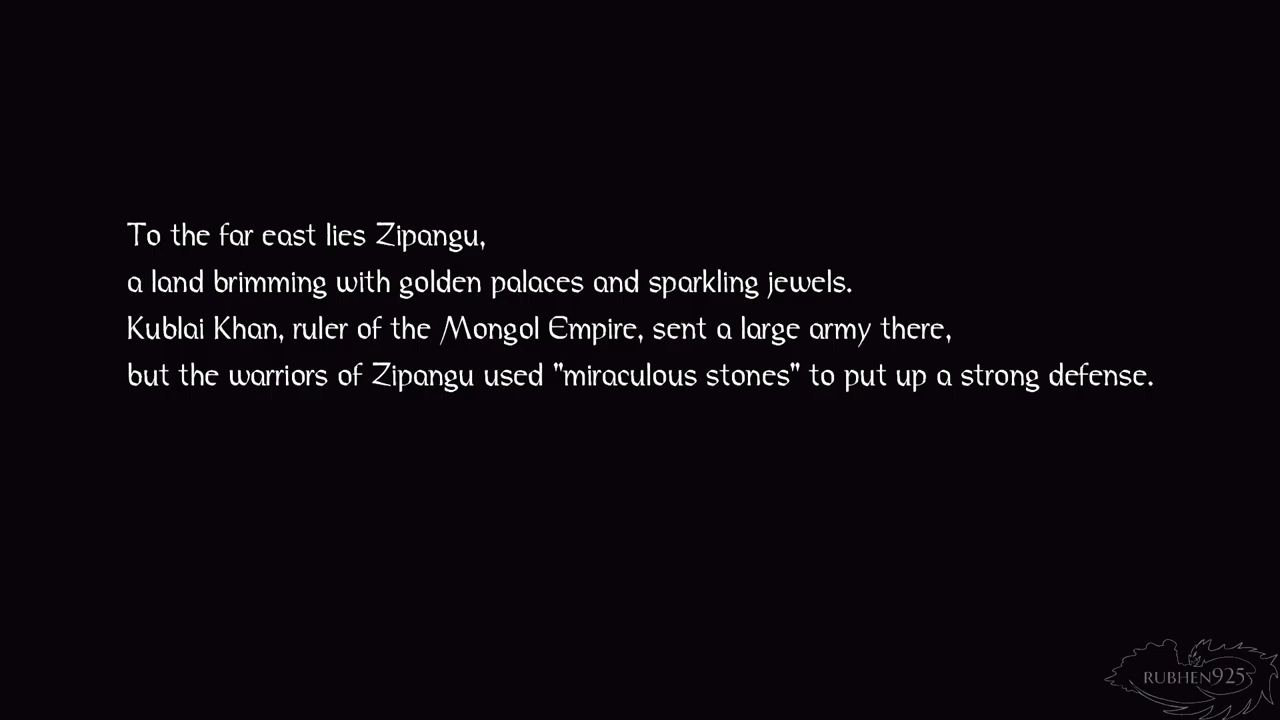 To the far east lies Zipangu,
a land brimming with golden palaces and sparkling jewels.
Kublai Khan, ruler of the Mongol Empire, sent a large army there,
but the warriors of Zipangu used "miraculous stones" to put up a strong defense.
RUBHEN925